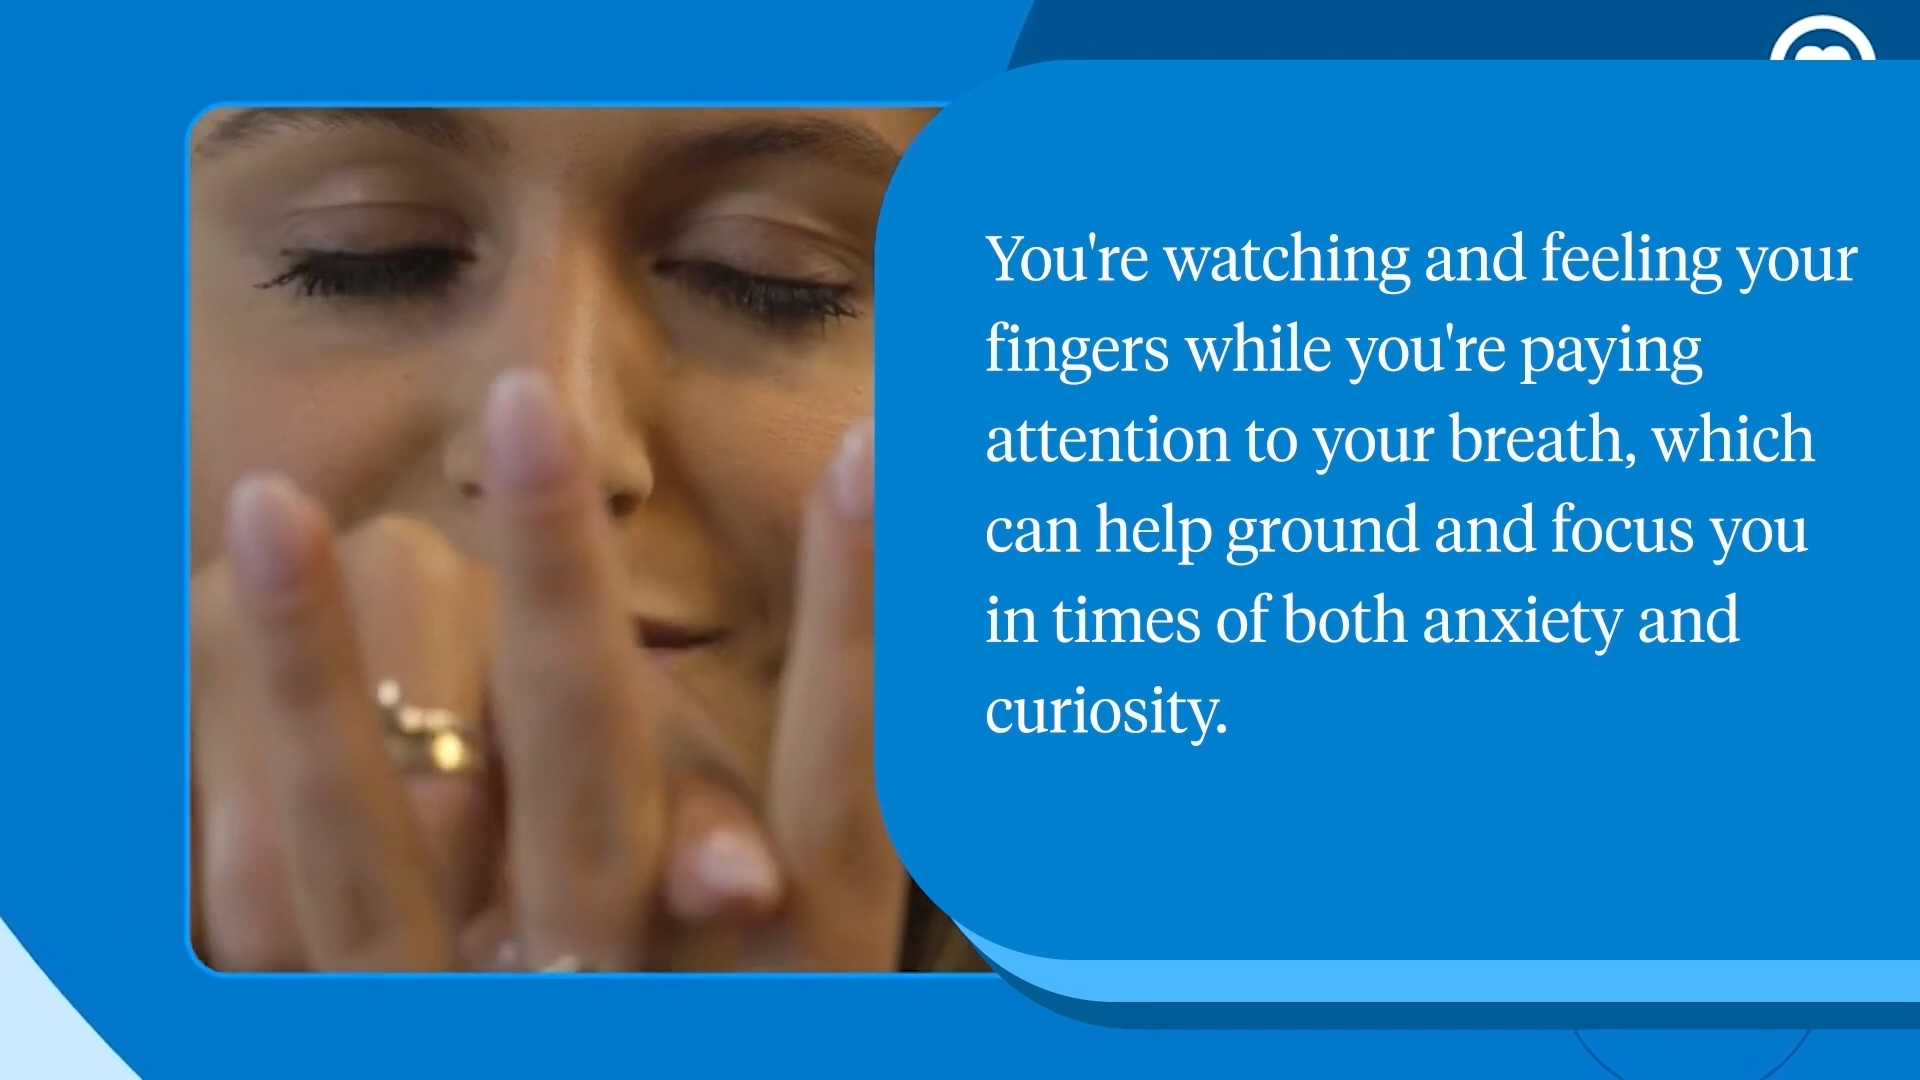 You're watching and feeling your
fingers while you're paying
attention to your breath, which
can help ground and focus you
in times of both anxiety and
curiosity.